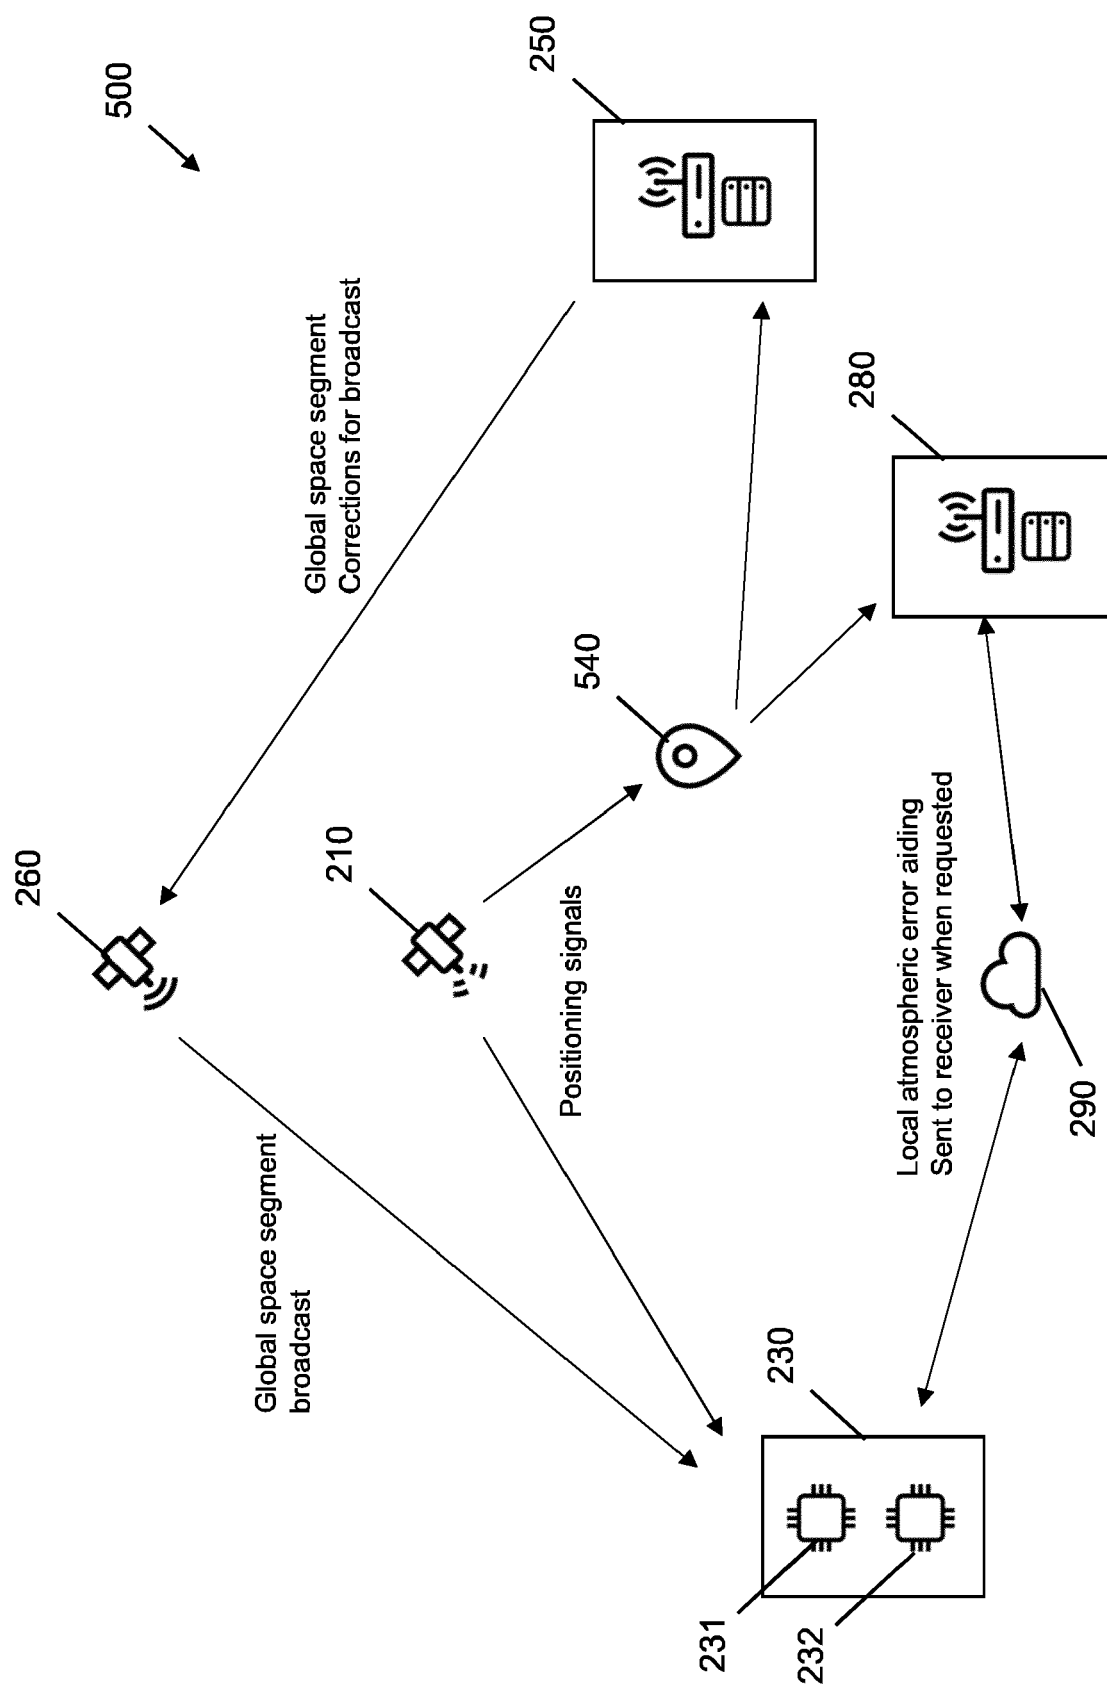 500
260
250
Global space segment
Corrections for broadcast
210
540
Global space segment
broadcast
Positioning signals
280
230
Local atmospheric error aiding
Sent to receiver when requested
231
232
290